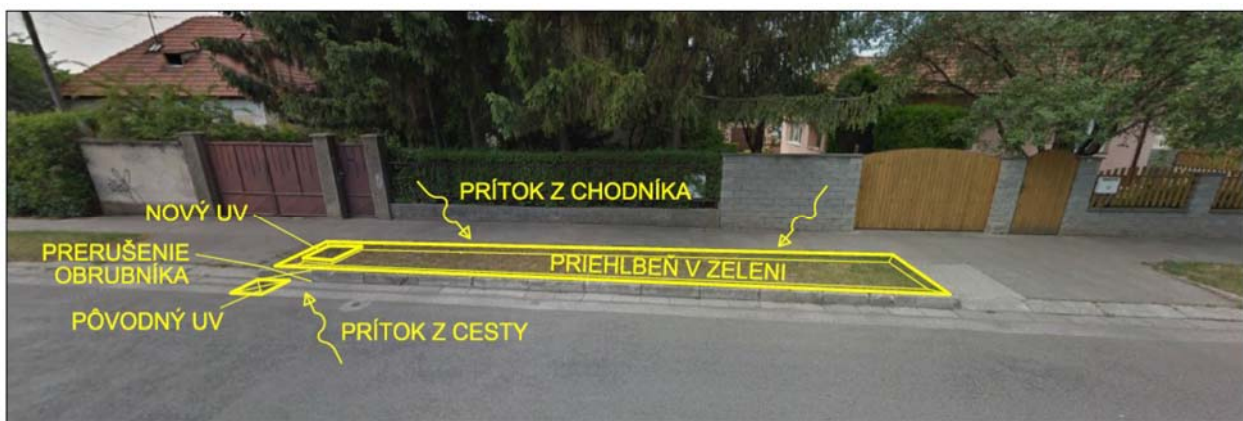 PRÍTOK Z CHODNÍKA
NOVÝ UV
PRERUŠENIE
OBRUBNÍKA
PRIEHLBEŇ V ZELENI
PÔVODNÝ UV
PRÍTOK Z CESTY